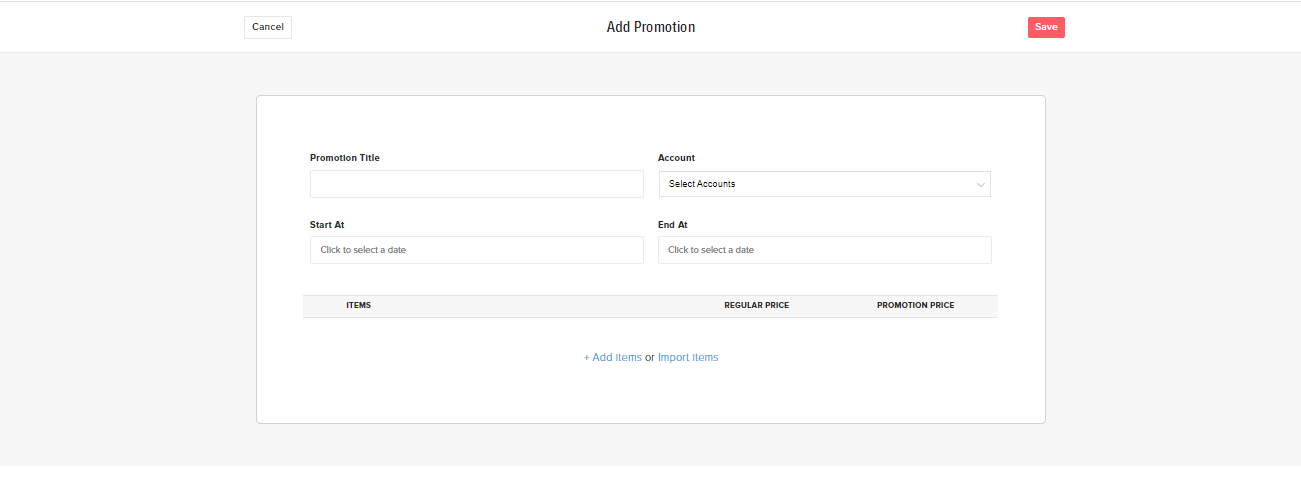 Cancel Add Promotion Save
Promotion Title Account
Select Accounts
Start At End At
Click to select a date Click to select a date
ITEMS REGULAR PRICE PROMOTION PRICE
+ Add items or Import items